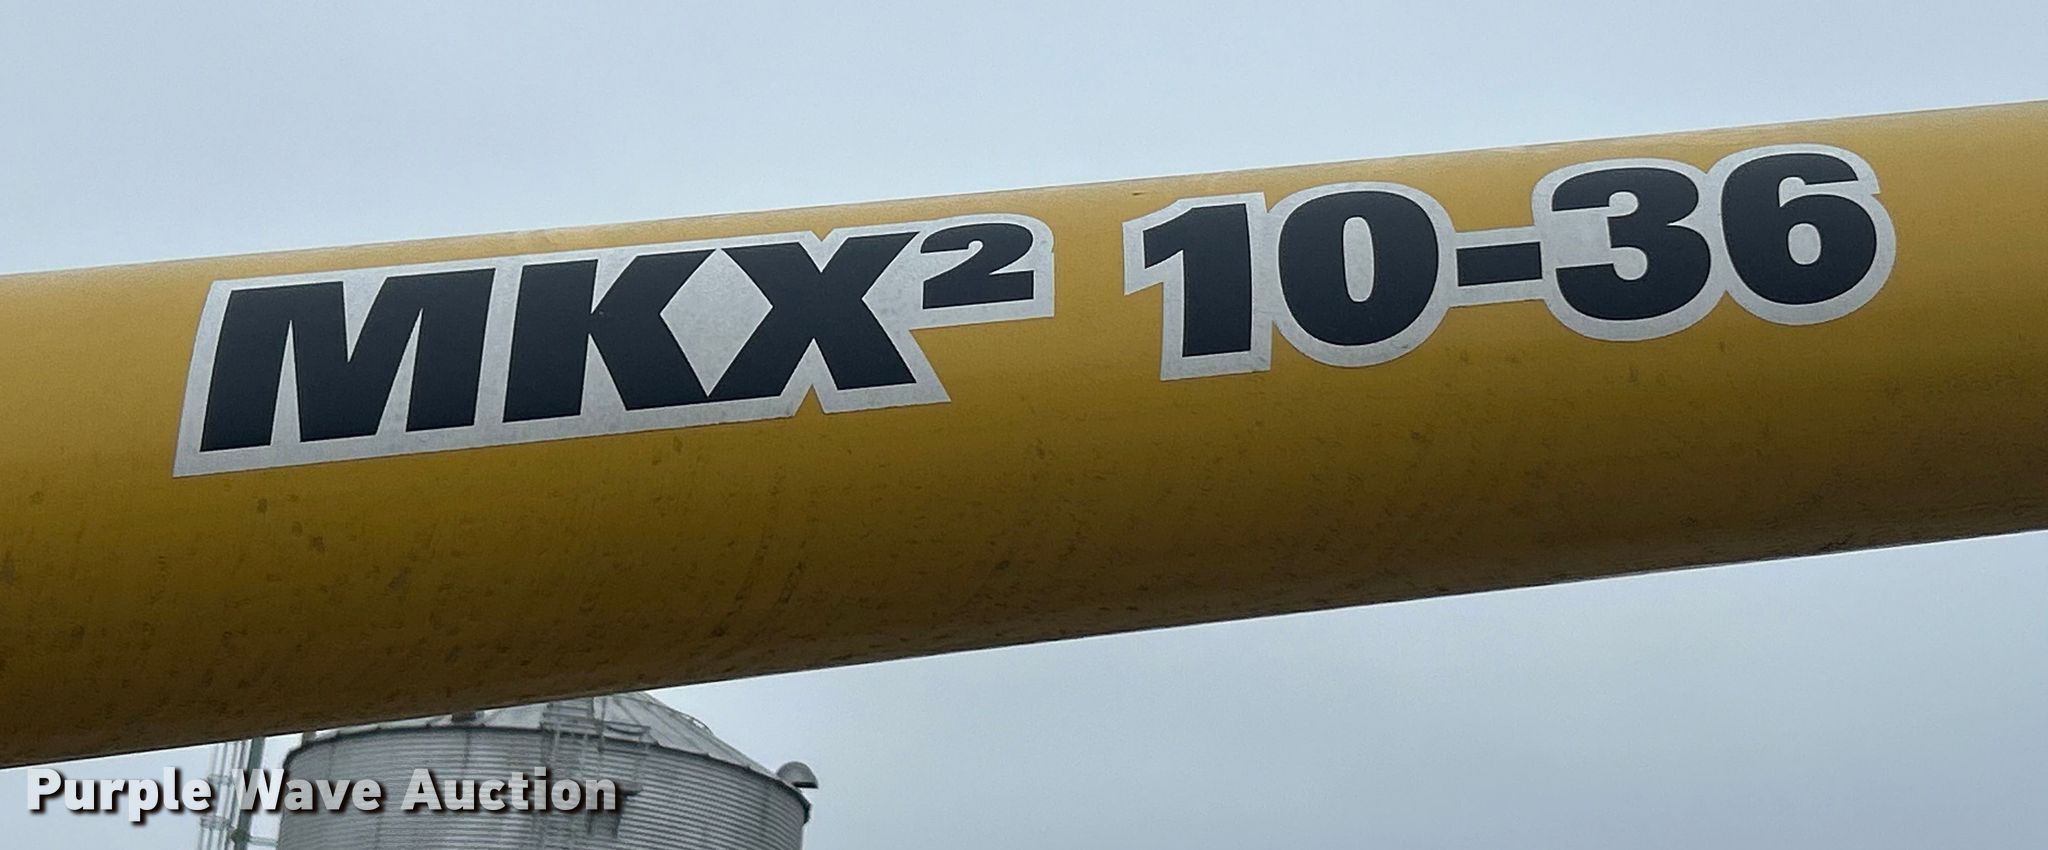 MKX² 10-36
Purple Wave Auction